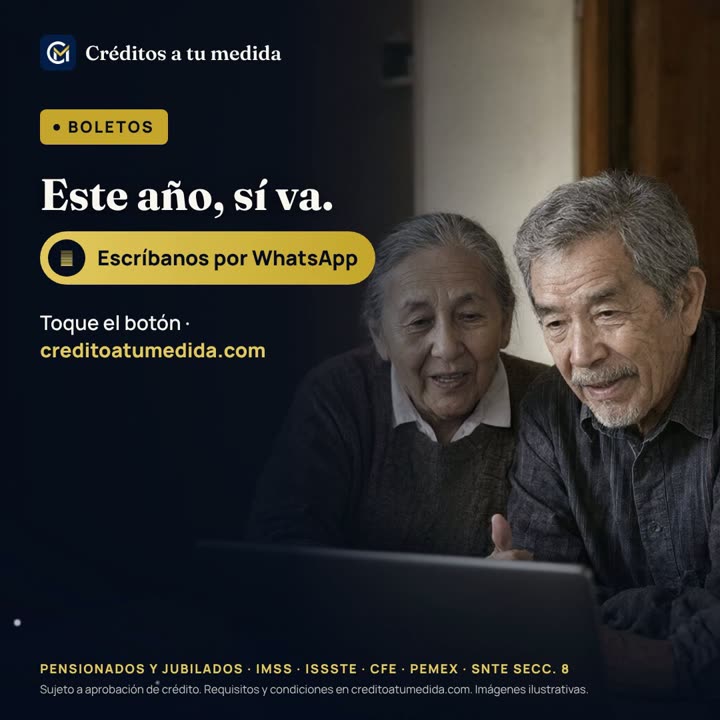 Créditos a tu medida
• BOLETOS
Este año, sí va.
Escríbanos por WhatsApp
Toque el botón ·
creditoatumedida.com
PENSIONADOS Y JUBILADOS · IMSS · ISSSTE · CFE · PEMEX · SNTE SECC. 8
Sujeto a aprobación de crédito. Requisitos y condiciones en creditoatumedida.com. Imágenes ilustrativas.